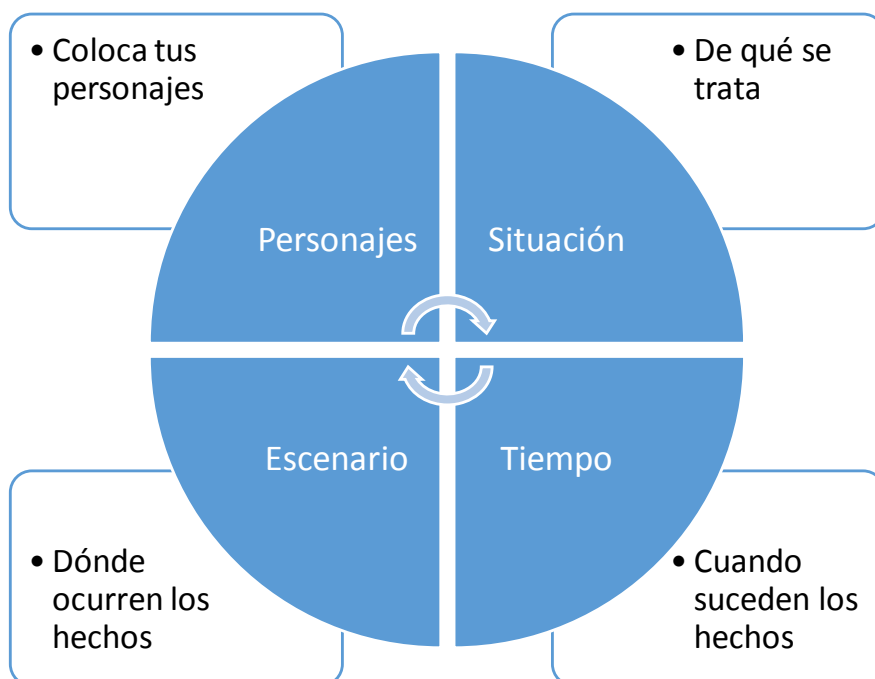 • Coloca tus
personajes
• De qué se
trata
Personajes
Situación
Escenario
Tiempo
• Dónde
ocurren los
hechos
• Cuando
suceden los
hechos